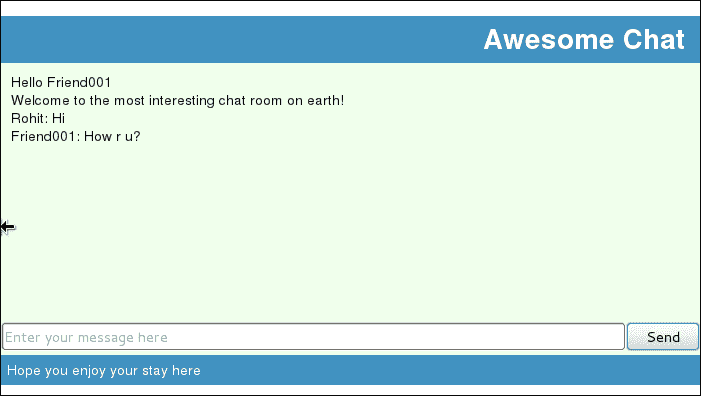 Awesome Chat
Hello Friend001
Welcome to the most interesting chat room on earth!
Rohit: Hi
Friend001: How r u?
Enter your message here
Send
Hope you enjoy your stay here